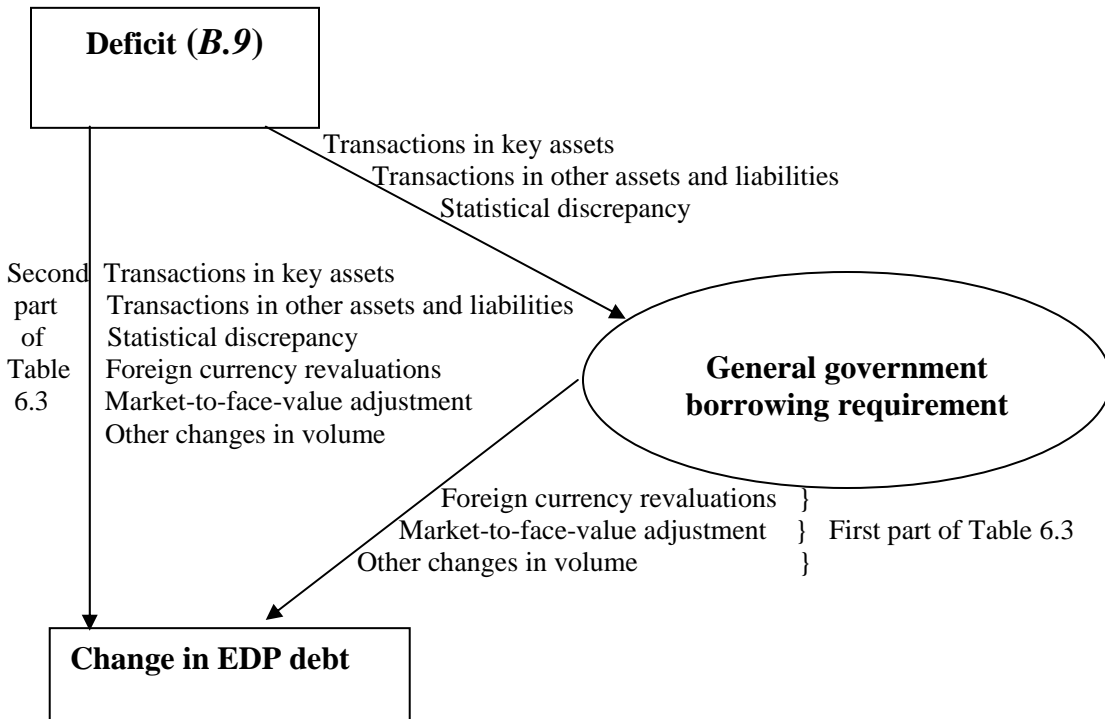 Deficit (B.9)
Transactions in key assets
Transactions in other assets and liabilities
Statistical discrepancy
Second
part
of
Table
6.3
Transactions in key assets
Transactions in other assets and liabilities
Statistical discrepancy
Foreign currency revaluations
Market-to-face-value adjustment
Other changes in volume
General government
borrowing requirement
Foreign currency revaluations }
Market-to-face-value adjustment } First part of Table 6.3
Other changes in volume }
Change in EDP debt